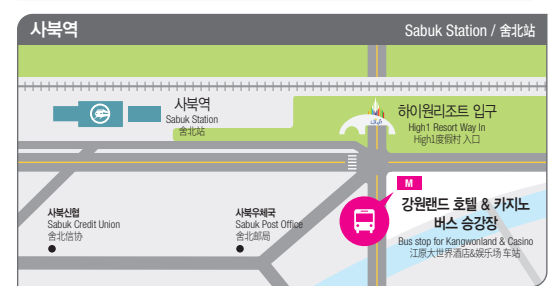 사북역
Sabuk Station / 舍北站
사북역
Sabuk Station
舍北站
하이원리조트 입구
High1 Resort Way In
High1度假村 入口
M
강원랜드 호텔 & 카지노
버스 승강장
Bus stop for Kangwonland & Casino
江原大世界酒店&娱乐场 车站
사북신협
Sabuk Credit Union
舍北信协
사북우체국
Sabuk Post Office
舍北邮局